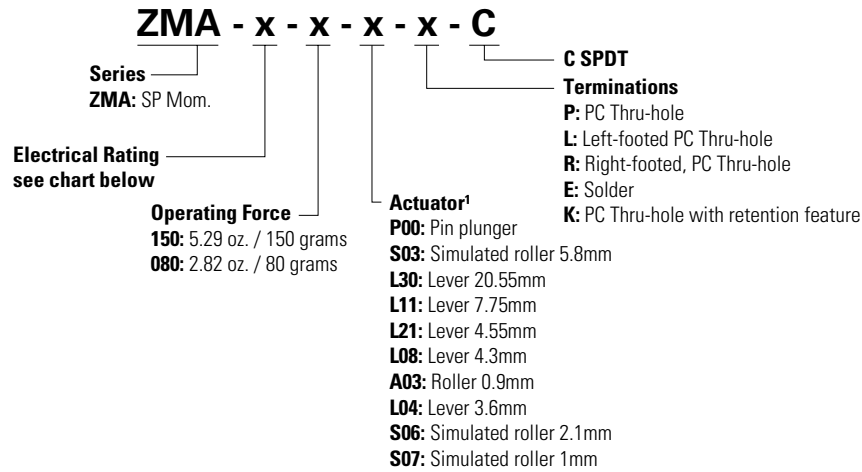 ZMA - x - x - x - x - C
Series
ZMA: SP Mom.
Electrical Rating
see chart below
Operating Force
150: 5.29 oz. / 150 grams
080: 2.82 oz. / 80 grams
Actuator¹
P00: Pin plunger
S03: Simulated roller 5.8mm
L30: Lever 20.55mm
L11: Lever 7.75mm
L21: Lever 4.55mm
L08: Lever 4.3mm
A03: Roller 0.9mm
L04: Lever 3.6mm
S06: Simulated roller 2.1mm
S07: Simulated roller 1mm
C SPDT
Terminations
P: PC Thru-hole
L: Left-footed PC Thru-hole
R: Right-footed, PC Thru-hole
E: Solder
K: PC Thru-hole with retention feature